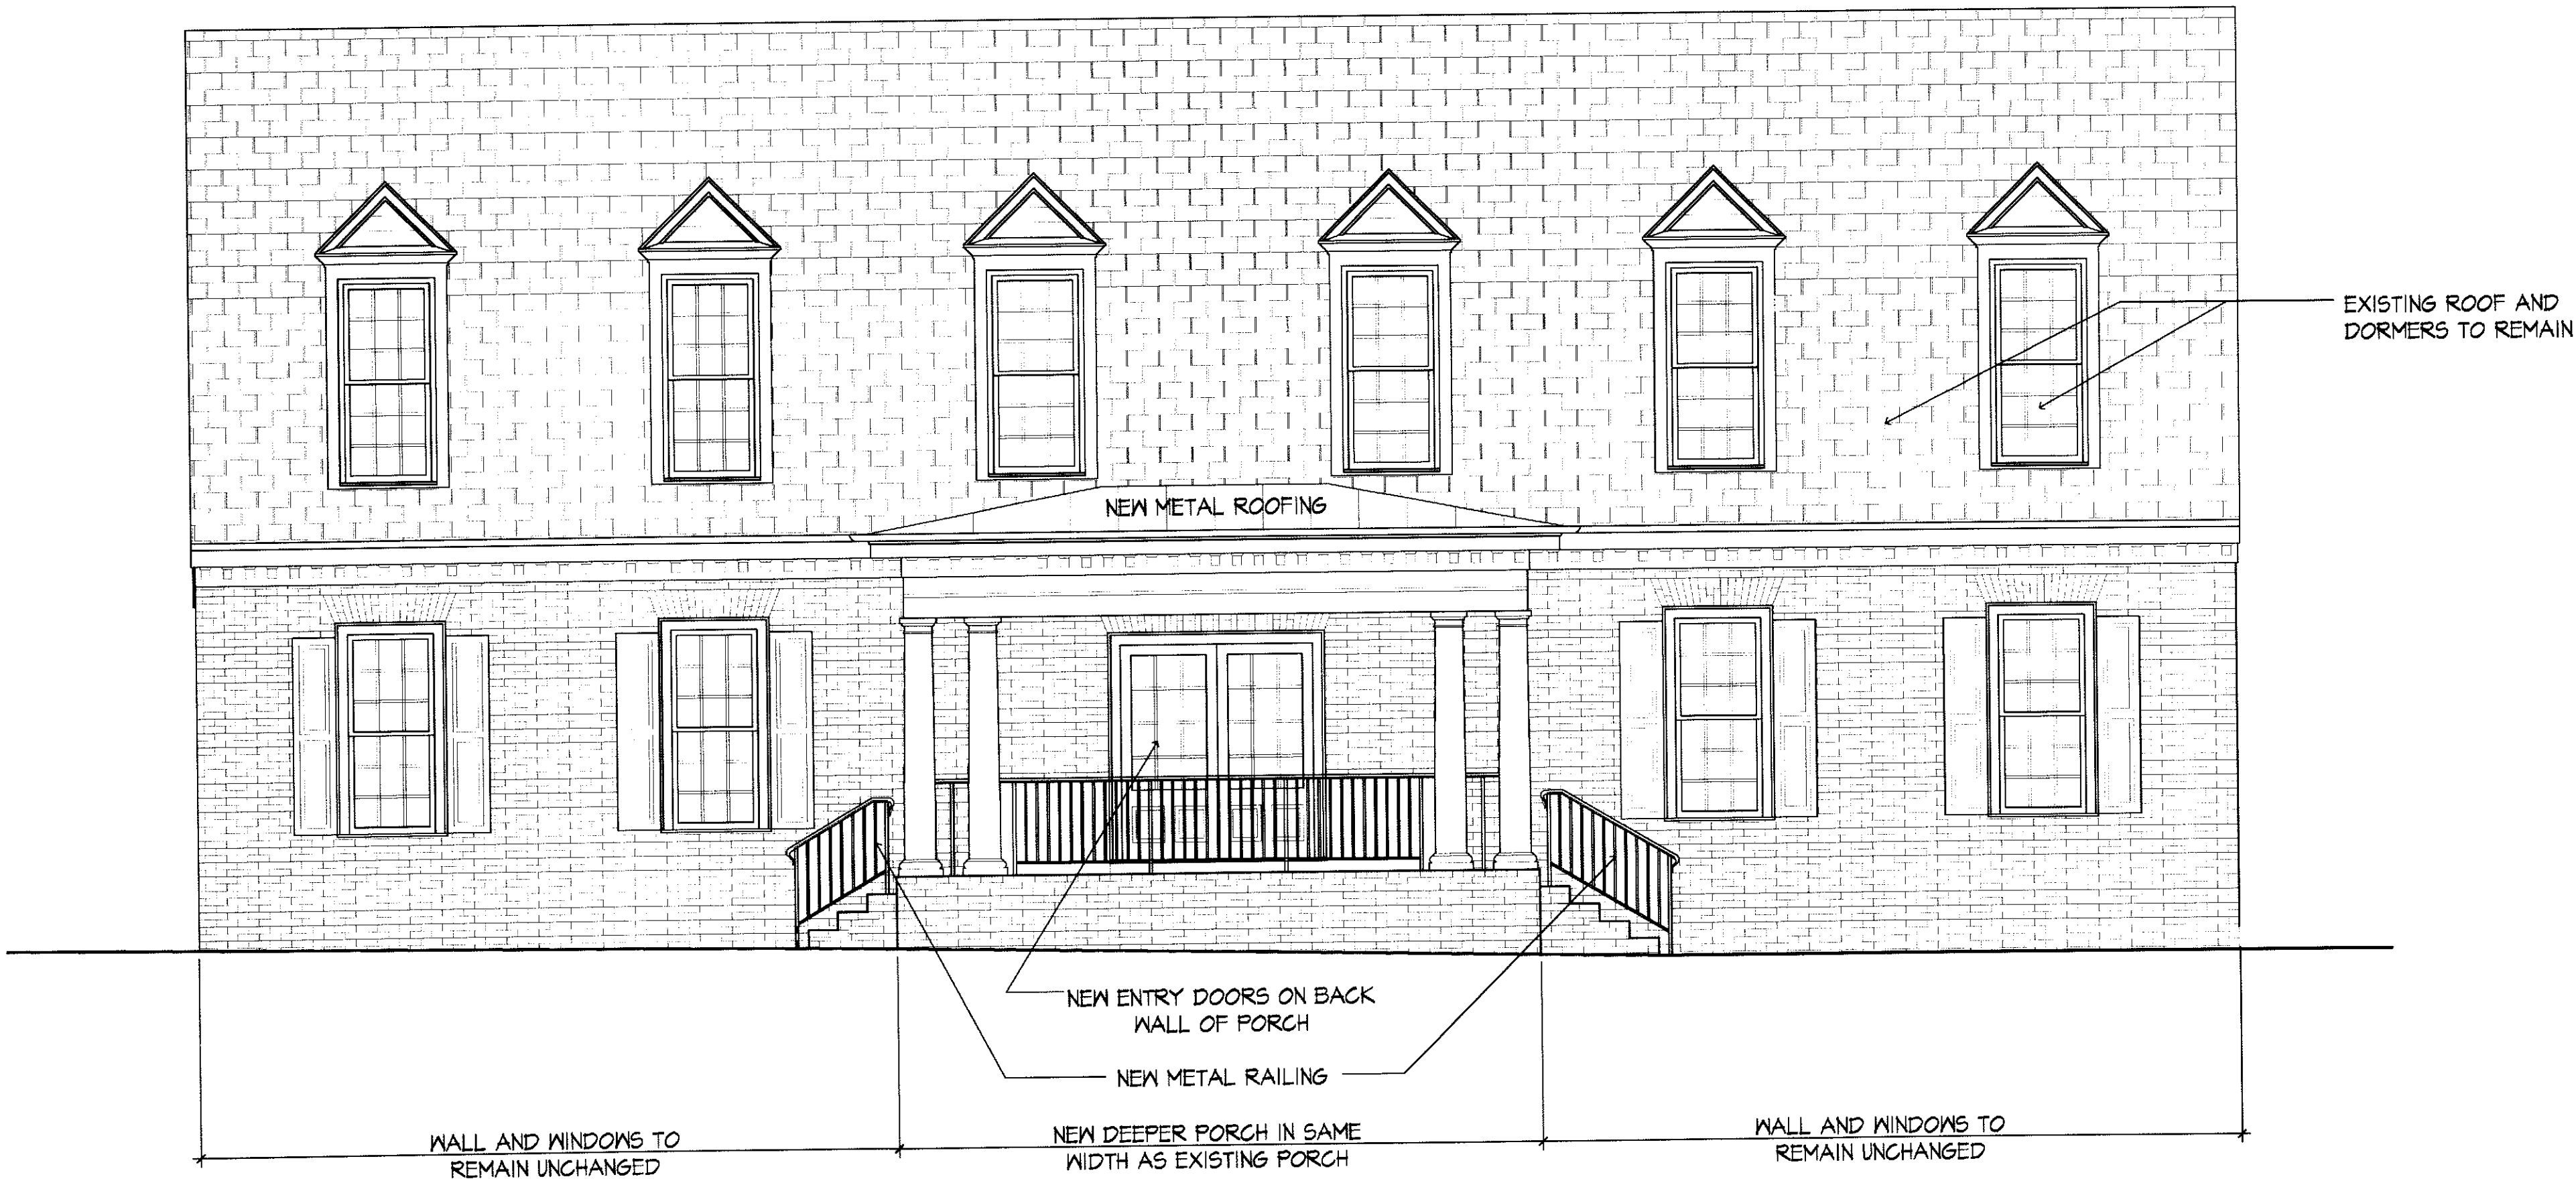 EXISTING ROOF AND
DORMERS TO REMAIN
NEW METAL ROOFING
NEW ENTRY DOORS ON BACK
WALL OF PORCH
NEW METAL RAILING
WALL AND WINDOWS TO
REMAIN UNCHANGED
NEW DEEPER PORCH IN SAME
WIDTH AS EXISTING PORCH
WALL AND WINDOWS TO
REMAIN UNCHANGED